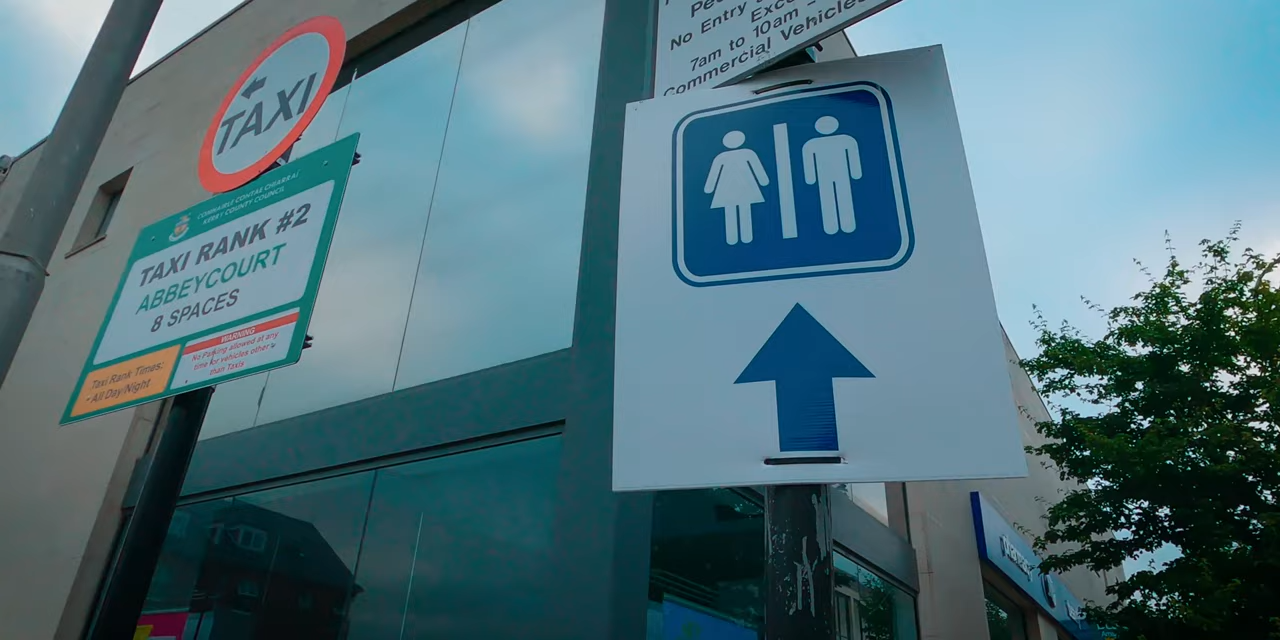 TAXI
COMHAIRLE CONTAE CHIARRAÍ
KERRY COUNTY COUNCIL
TAXI RANK #2
ABBEYCOURT
8 SPACES
Taxi Rank Times:
- All Day/Night
WARNING
No Parking allowed at any
time for vehicles other
than Taxis
No Entry
7am to 10am -
Commercial Vehicles